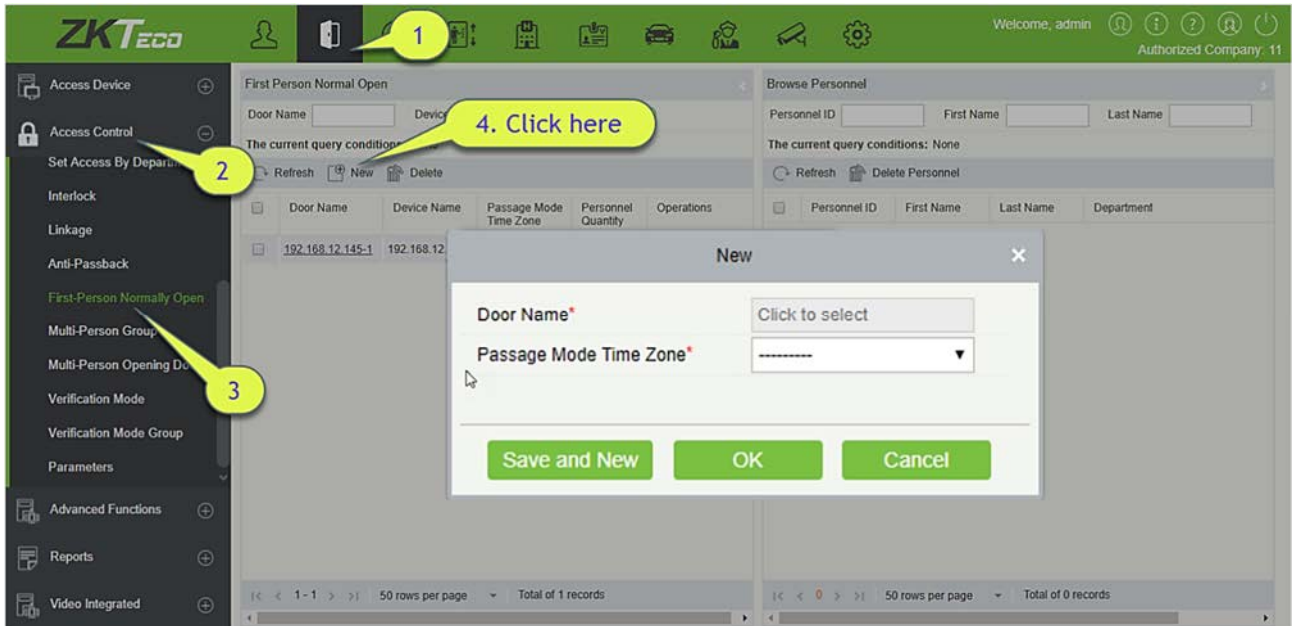 ZKTeco
1
Welcome, admin
Authorized Company: 11
Access Device
Access Control
2
Set Access By Departm
Interlock
Linkage
Anti-Passback
First-Person Normally Open
Multi-Person Group
Multi-Person Opening Do
3
Verification Mode
Verification Mode Group
Parameters
Advanced Functions
Reports
Video Integrated
First Person Normal Open
Door Name
4. Click here
The current query
Refresh New Delete
Door Name Device Name Passage Mode Time Zone Personnel Quantity Operations
192.168.12.145-1 192.168.12
1-1 50 rows per page Total of 1 records
Browse Personnel
Personnel ID First Name Last Name
The current query conditions: None
Refresh Delete Personnel
Personnel ID First Name Last Name Department
0 50 rows per page Total of 0 records
New
Door Name* Click to select
Passage Mode Time Zone* ---------
Save and New OK Cancel